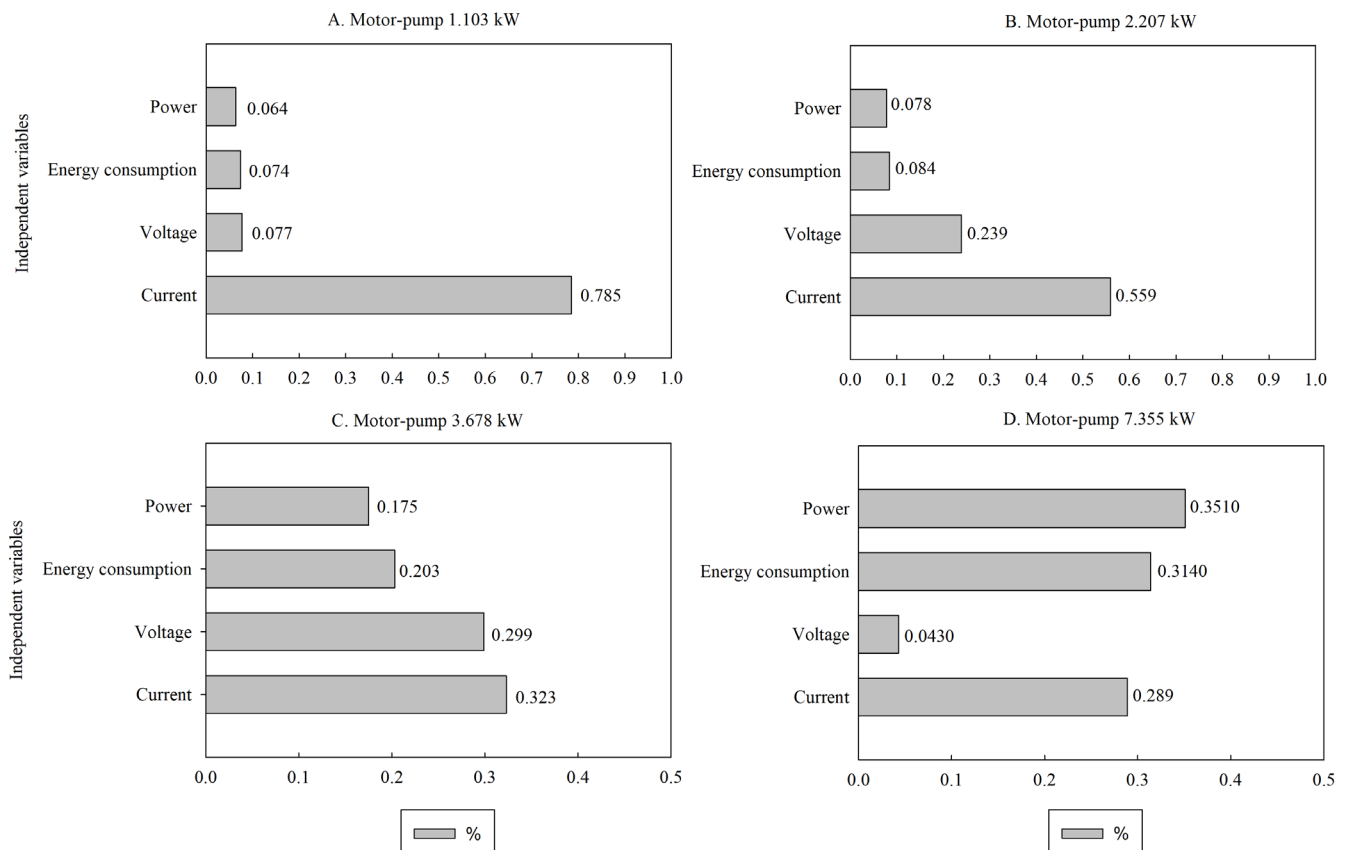 A. Motor-pump 1.103 kW
Independent variables
Power
0.064
Energy consumption
0.074
Voltage
0.077
Current
0.785
0.0 0.1 0.2 0.3 0.4 0.5 0.6 0.7 0.8 0.9 1.0
B. Motor-pump 2.207 kW
Power
0.078
Energy consumption
0.084
Voltage
0.239
Current
0.559
0.0 0.1 0.2 0.3 0.4 0.5 0.6 0.7 0.8 0.9 1.0
C. Motor-pump 3.678 kW
Independent variables
Power
0.175
Energy consumption
0.203
Voltage
0.299
Current
0.323
0.0 0.1 0.2 0.3 0.4 0.5
%
D. Motor-pump 7.355 kW
Power
0.3510
Energy consumption
0.3140
Voltage
0.0430
Current
0.289
0.0 0.1 0.2 0.3 0.4 0.5
%